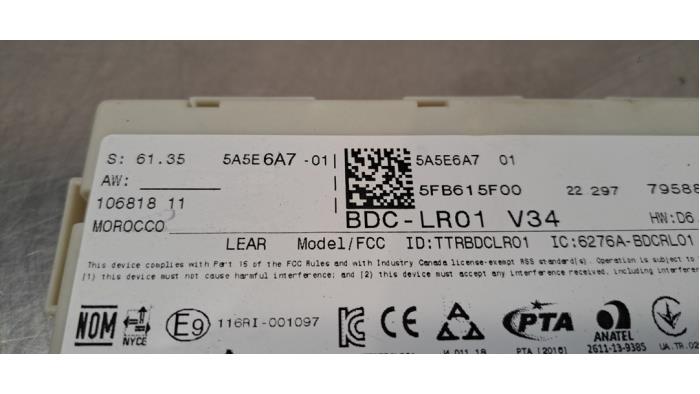 S: 61.35 5A5E6A7 -01
5A5E6A7 01
AW:
5FB615F00 22 297 79588
106818 11
MOROCCO
BDC-LR01 V34 HW:D6
LEAR Model/FCC ID:TTRBDCLR01 IC:6276A-BDCRL01
This device complies with Part 15 of the FCC Rules and with Industry Canada license-exempt RSS standard(s). Operation is subject to
(1) this device must not cause harmful interference; and (2) this device must accept any interference received, including interferen
NOM NYCE E9 116RI-001097 CE PTA ANATEL
PTA [2016] 2611-13-9385 UA.TR.02